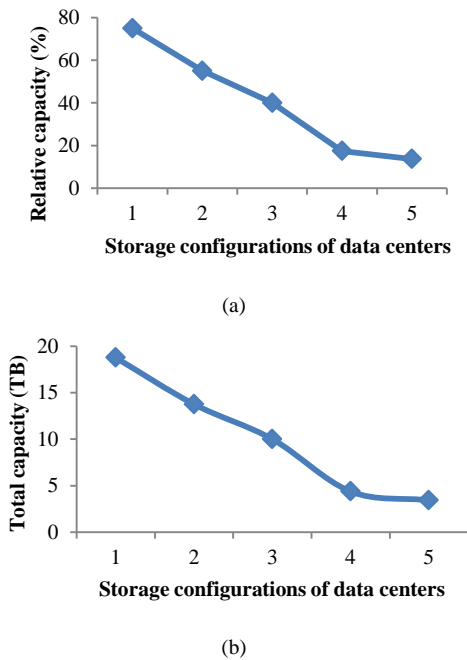 Relative capacity (%)
80
60
40
20
0
1 2 3 4 5
Storage configurations of data centers
(a)
Total capacity (TB)
20
15
10
5
0
1 2 3 4 5
Storage configurations of data centers
(b)